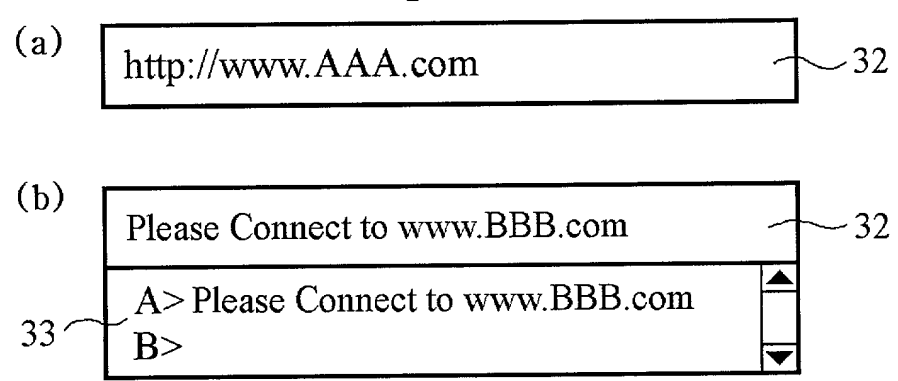 (a)
http://www.AAA.com 32
(b)
Please Connect to www.BBB.com 32
A> Please Connect to www.BBB.com
33
B>